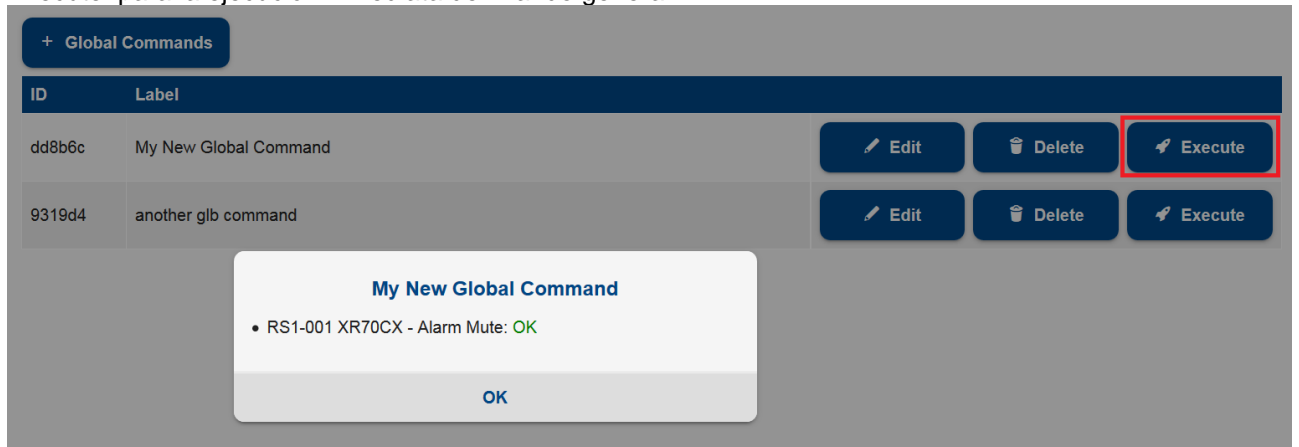 + Global Commands
ID Label
dd8b6c My New Global Command Edit Delete Execute
9319d4 another glb command Edit Delete Execute
My New Global Command
• RS1-001 XR70CX - Alarm Mute: OK
OK